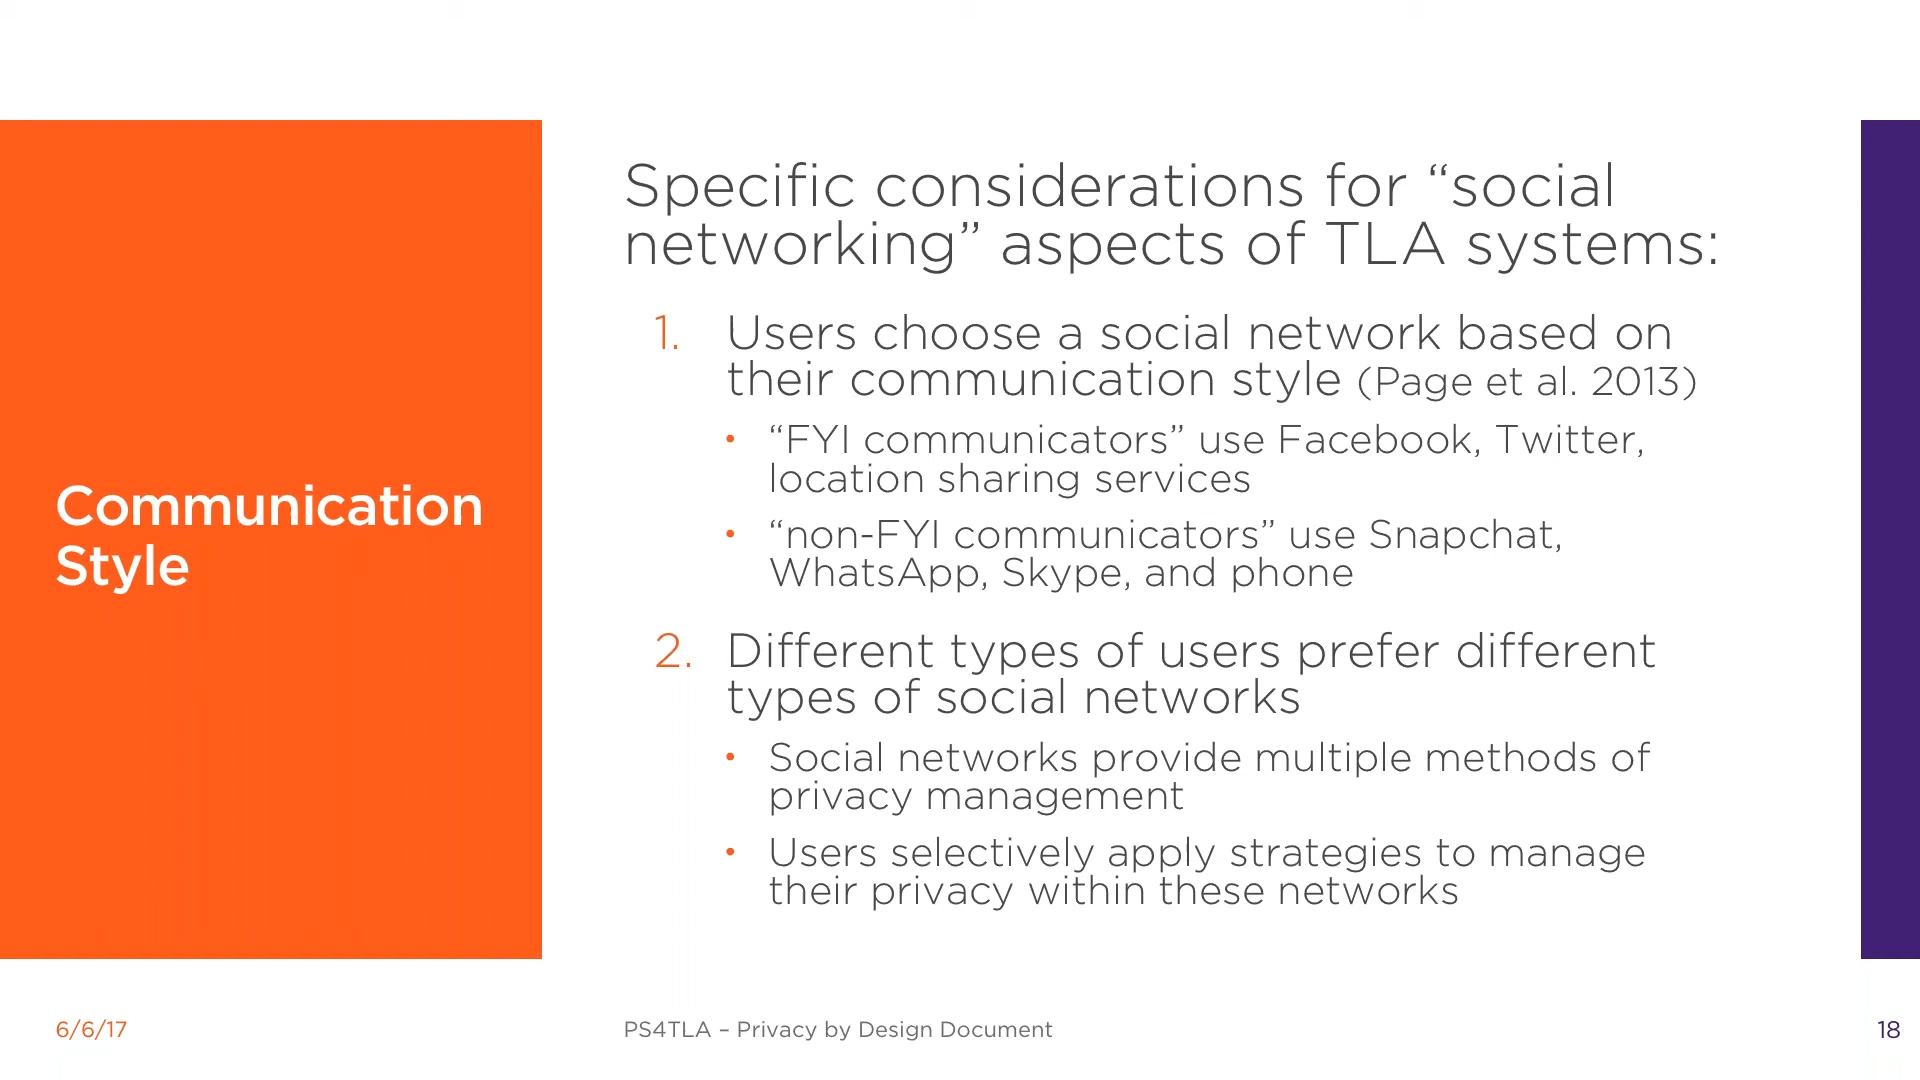 Communication
Style
Specific considerations for “social
networking” aspects of TLA systems:
1. Users choose a social network based on
their communication style (Page et al. 2013)
• “FYI communicators” use Facebook, Twitter,
location sharing services
• “non-FYI communicators” use Snapchat,
WhatsApp, Skype, and phone
2. Different types of users prefer different
types of social networks
• Social networks provide multiple methods of
privacy management
• Users selectively apply strategies to manage
their privacy within these networks
6/6/17
PS4TLA – Privacy by Design Document
18